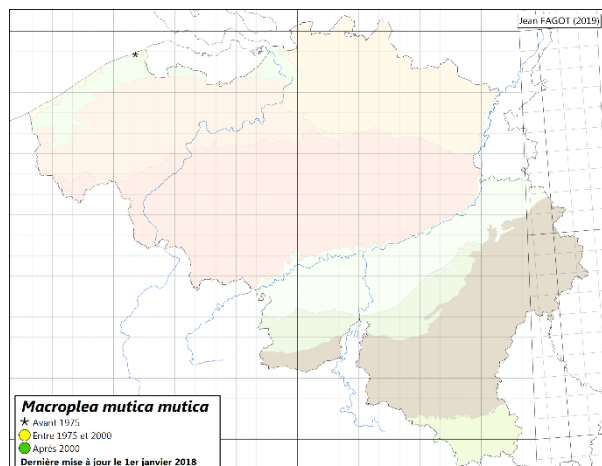 Jean FAGOT (2019)
Macroplea mutica mutica
Avant 1975
Entre 1975 et 2000
Après 2000
Dernière mise à jour le 1er janvier 2018